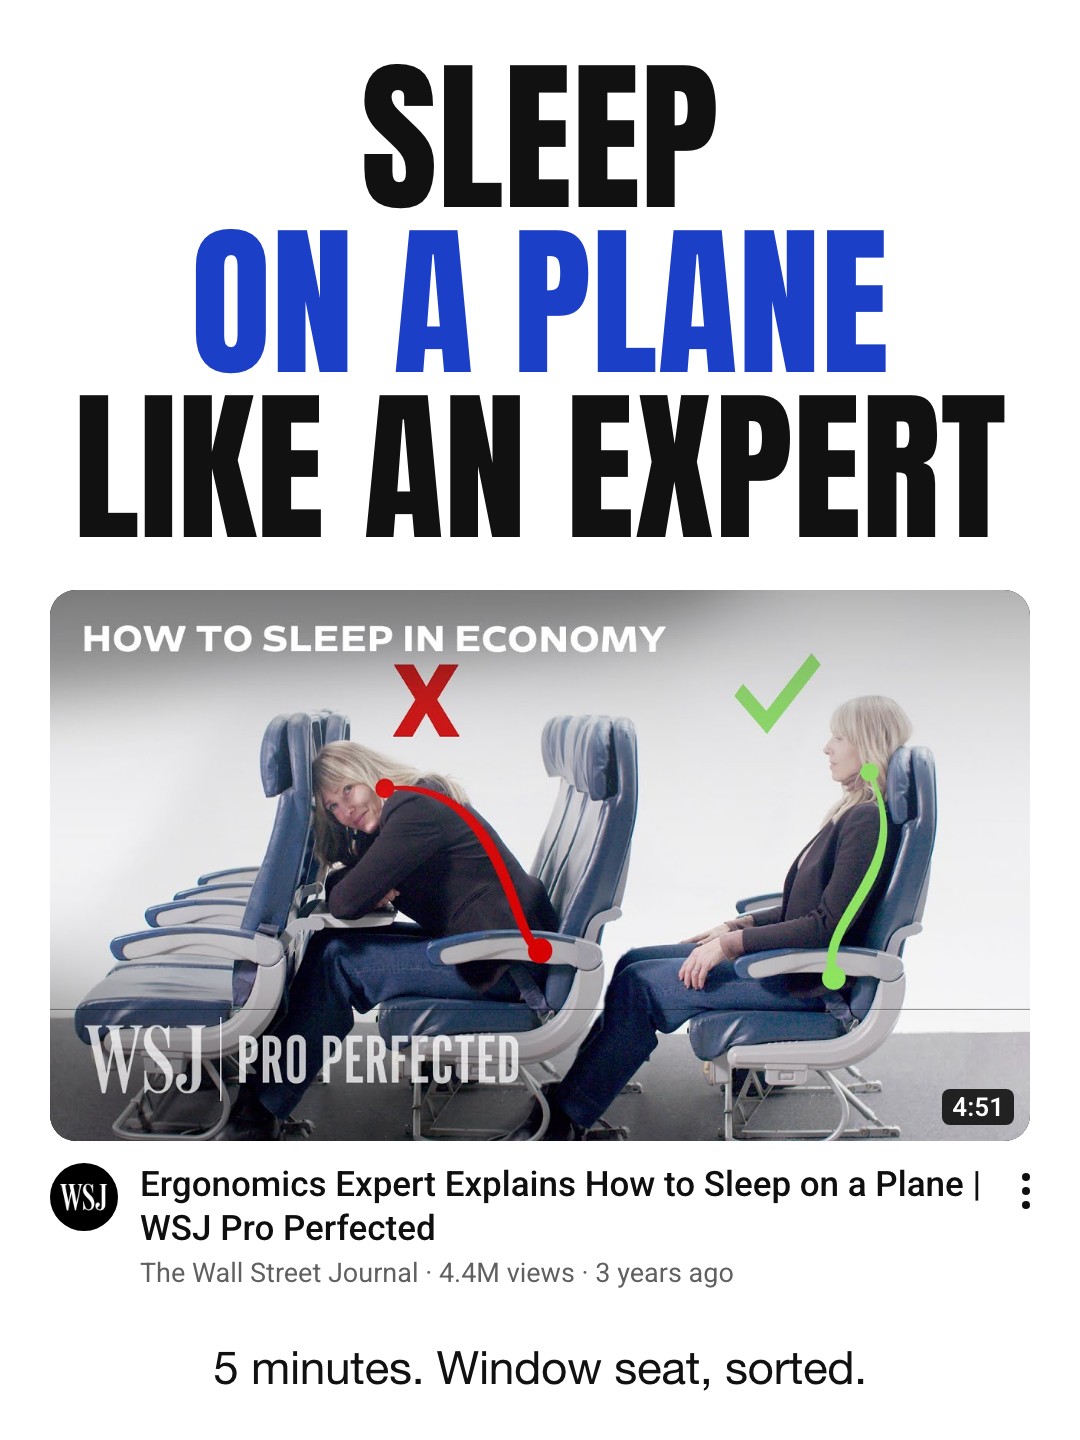 SLEEP
ON A PLANE
LIKE AN EXPERT
HOW TO SLEEP IN ECONOMY
X
WSJ | PRO PERFECTED
4:51
WSJ
Ergonomics Expert Explains How to Sleep on a Plane |
WSJ Pro Perfected
The Wall Street Journal · 4.4M views · 3 years ago
5 minutes. Window seat, sorted.